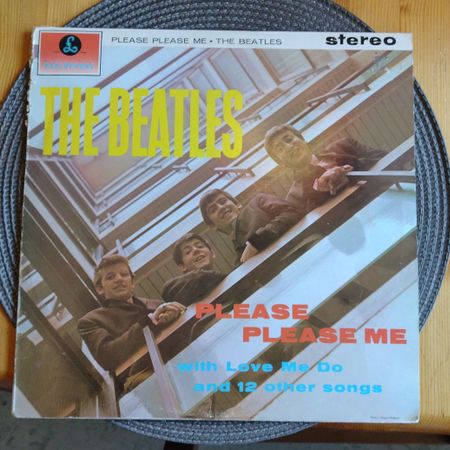 PLEASE PLEASE ME • THE BEATLES
stereo
PARLOPHONE
THE BEATLES
PLEASE
PLEASE ME
with Love Me Do
and 12 other songs